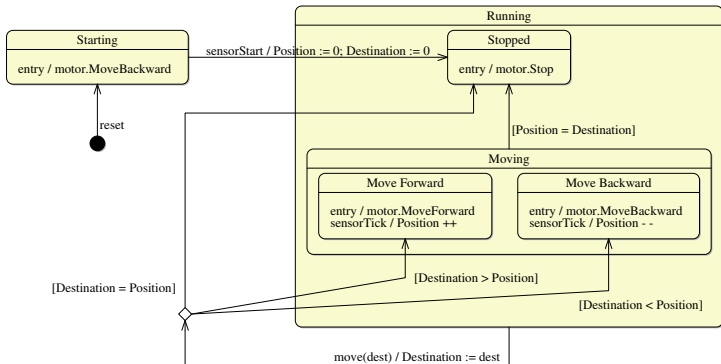 Running
Starting
Stopped
sensorStart / Position := 0; Destination := 0
entry / motor.MoveBackward
entry / motor.Stop
reset
[Position = Destination]
Moving
Move Forward
Move Backward
entry / motor.MoveForward
sensorTick / Position ++
entry / motor.MoveBackward
sensorTick / Position - -
[Destination = Position]
[Destination > Position]
[Destination < Position]
move(dest) / Destination := dest